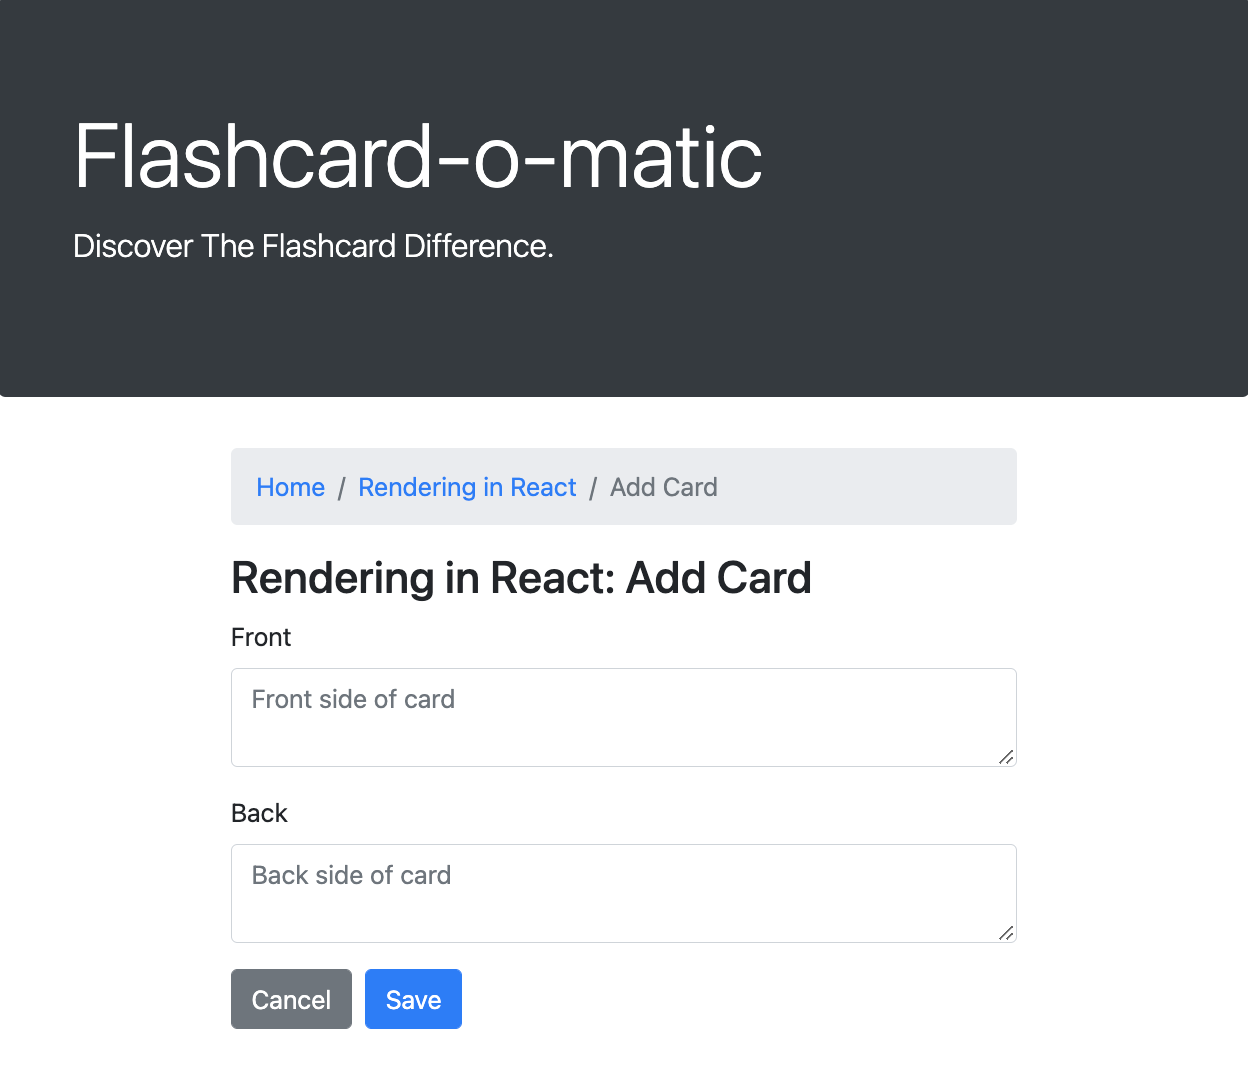 Flashcard-o-matic
Discover The Flashcard Difference.
Home / Rendering in React / Add Card
Rendering in React: Add Card
Front
Front side of card
Back
Back side of card
Cancel Save